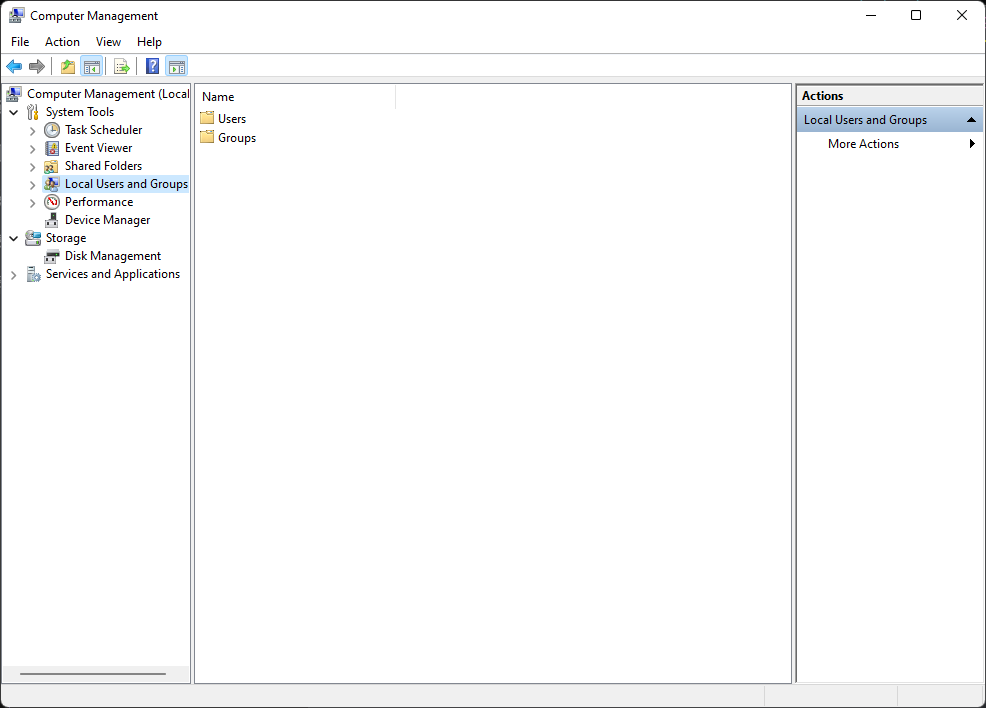 Computer Management
File Action View Help
Computer Management (Local
System Tools
Task Scheduler
Event Viewer
Shared Folders
Local Users and Groups
Performance
Device Manager
Storage
Disk Management
Services and Applications
Name
Users
Groups
Actions
Local Users and Groups
More Actions